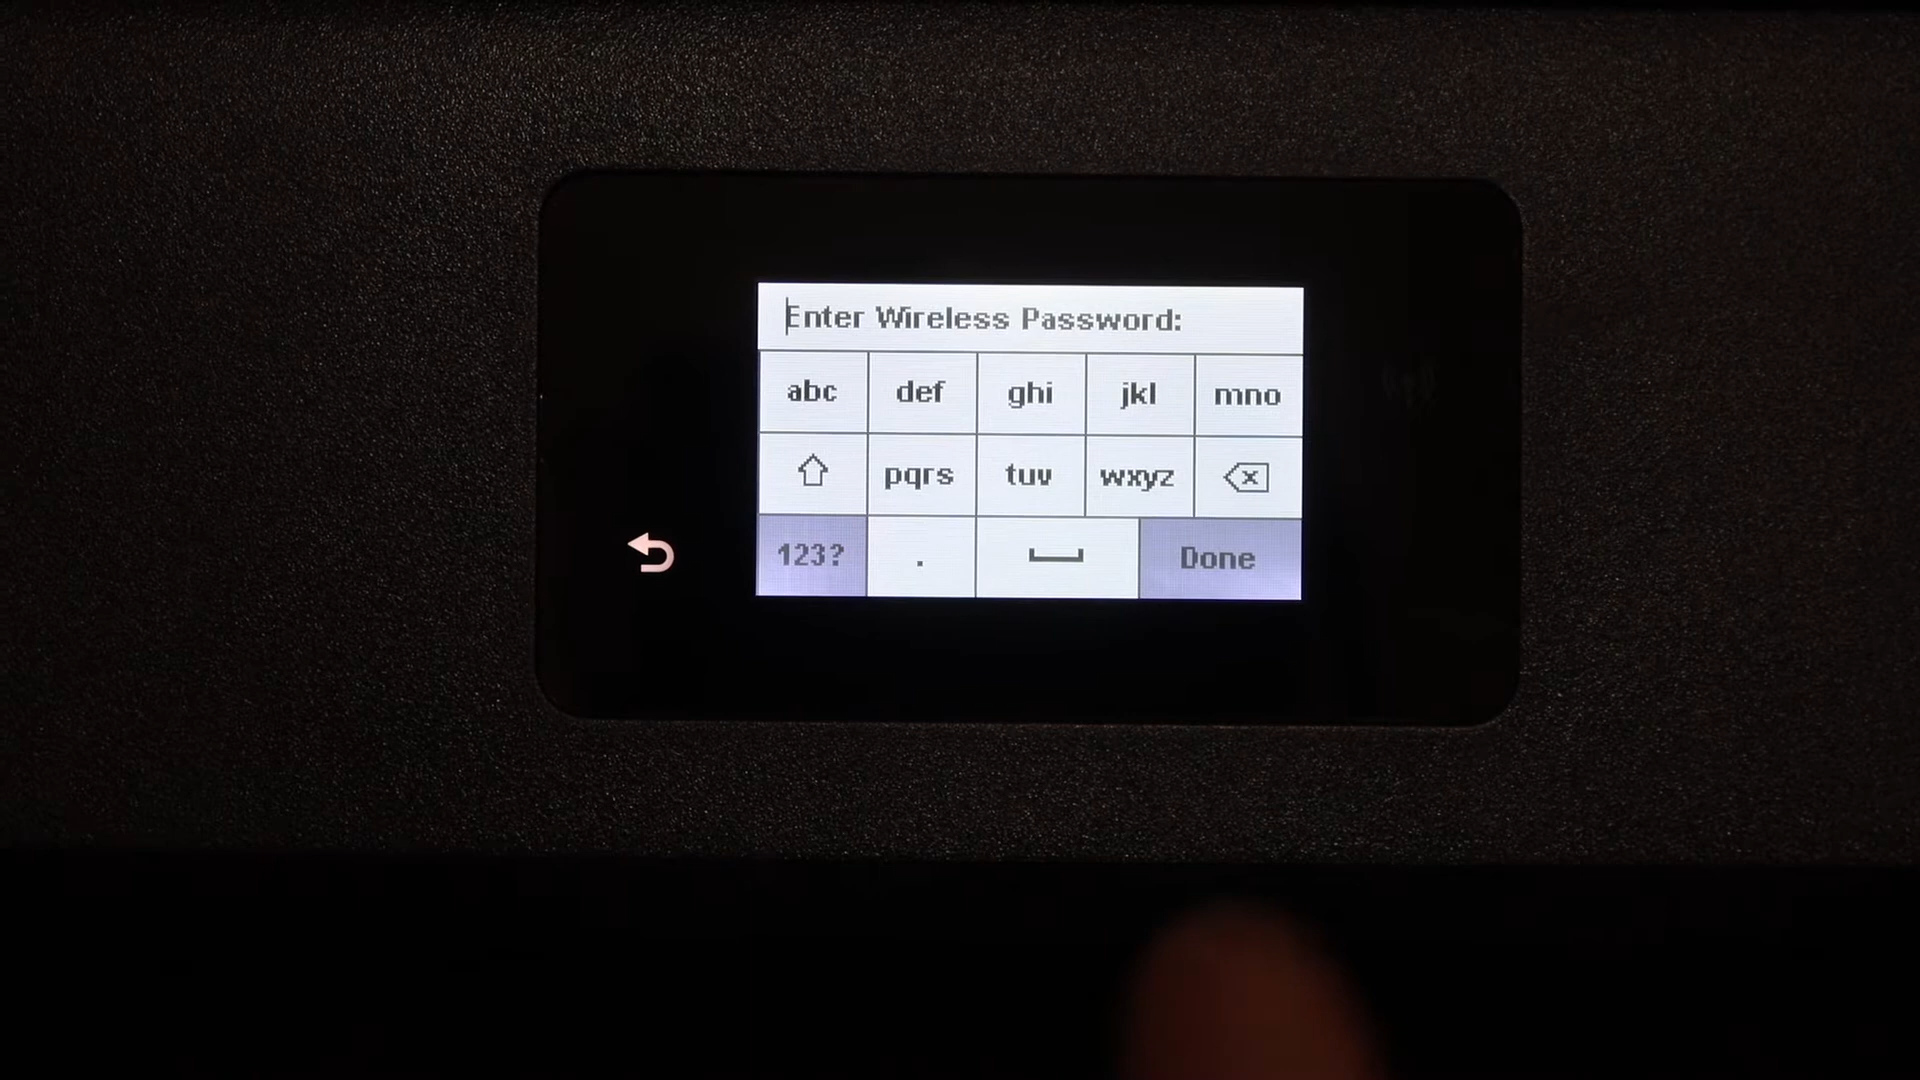 Enter Wireless Password:
abc def ghi jkl mno
pqrs tuv wxyz
123? . Done